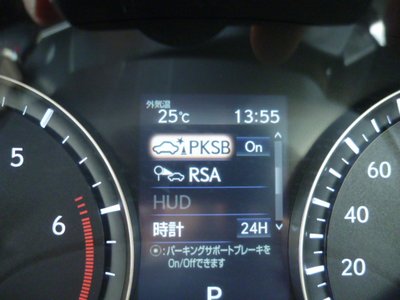 外気温
25℃ 13:55
PKSB On
RSA
HUD
時計 24H
⦿:パーキングサポートブレーキを
On/Offできます
P
5
6
60
40
20